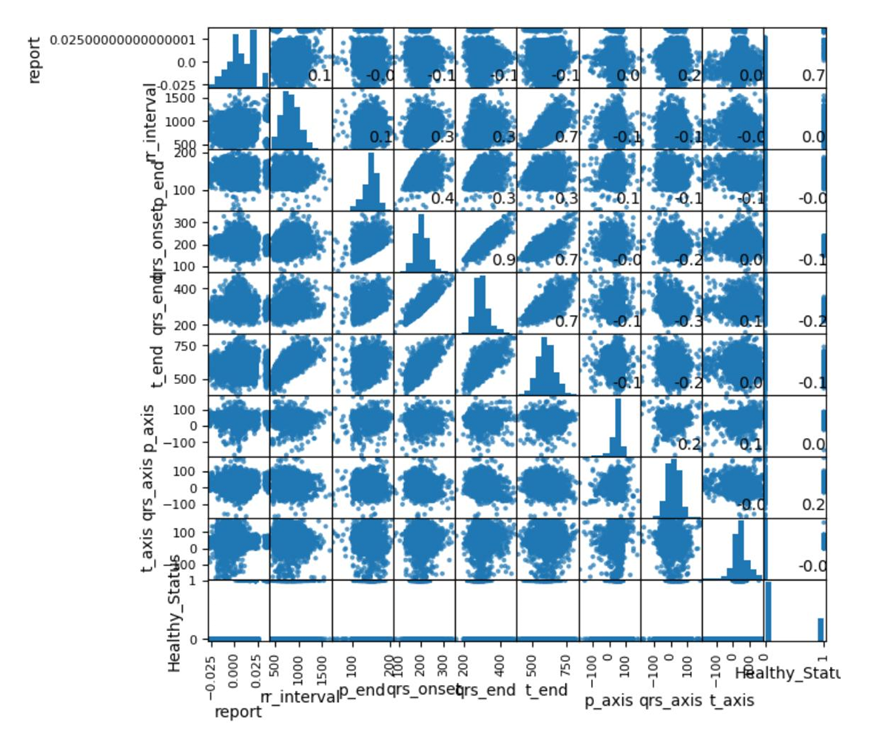 report
0.02500000000000001
0.0
-0.025
0.1 -0.0 -0.1 -0.1 -0.1 0.0 0.2 0.0 0.7
rr_interval
1500
1000
500
0.1 0.3 0.3 0.7 -0.1 -0.1 -0.0 0.0
p_end
200
100
0.4 0.3 0.3 -0.1 -0.1 -0.1 -0.0
qrs_onset
300
200
100
0.9 0.7 -0.0 -0.2 0.0 -0.1
qrs_end
400
200
0.7 -0.1 -0.3 0.1 -0.2
t_end
750
500
-0.1 -0.2 0.0 -0.1
p_axis
100
0
−100
0.2 0.1 0.0
qrs_axis
100
0
−100
-0.0 0.2
t_axis
100
0
-0.0
Healthy_Status
1
0
−0.025 0.000 0.025 500 1000 1500 100 200 100 200 300 200 400 500 750 −100 0 100 −100 0 100 −100 0 100 0 1
report rr_interval p_end qrs_onset qrs_end t_end p_axis qrs_axis t_axis Healthy_Statu